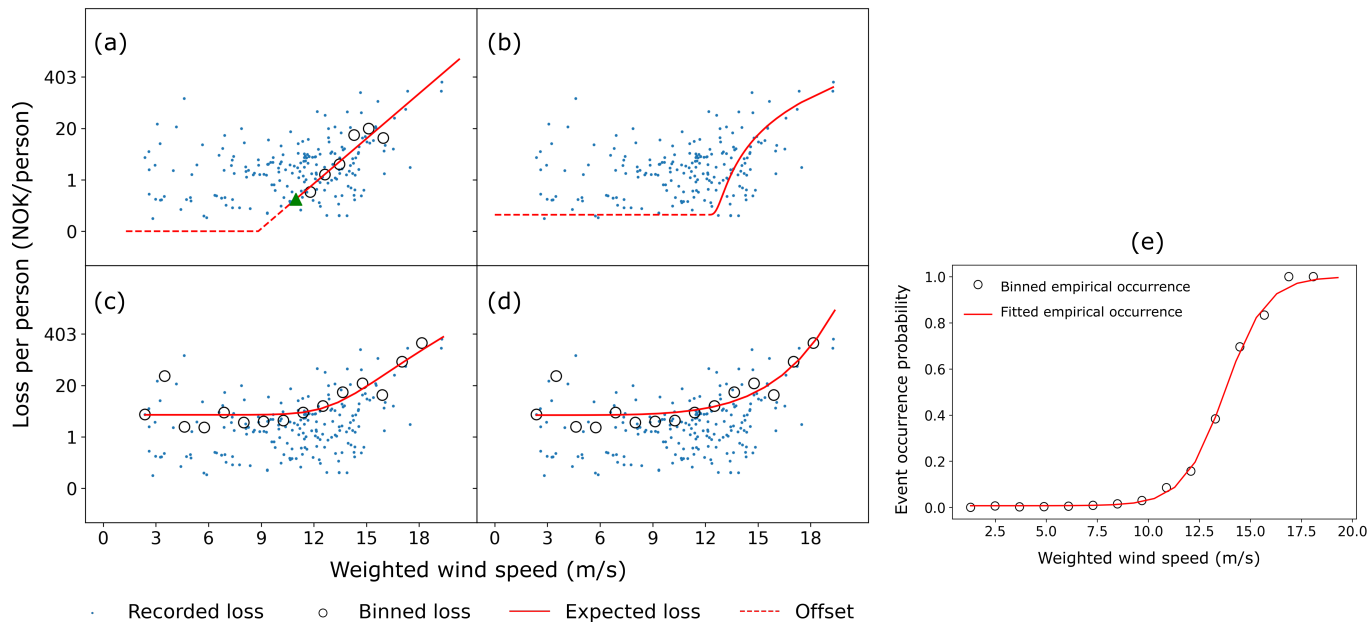 (a)
(b)
403
20
1
0
(c)
(d)
403
20
1
0
Loss per person (NOK/person)
0 3 6 9 12 15 18
0 3 6 9 12 15 18
Weighted wind speed (m/s)
Recorded loss
Binned loss
Expected loss
Offset
(e)
1.0
0.8
0.6
0.4
0.2
0.0
Event occurrence probability
Binned empirical occurrence
Fitted empirical occurrence
2.5 5.0 7.5 10.0 12.5 15.0 17.5 20.0
Weighted wind speed (m/s)